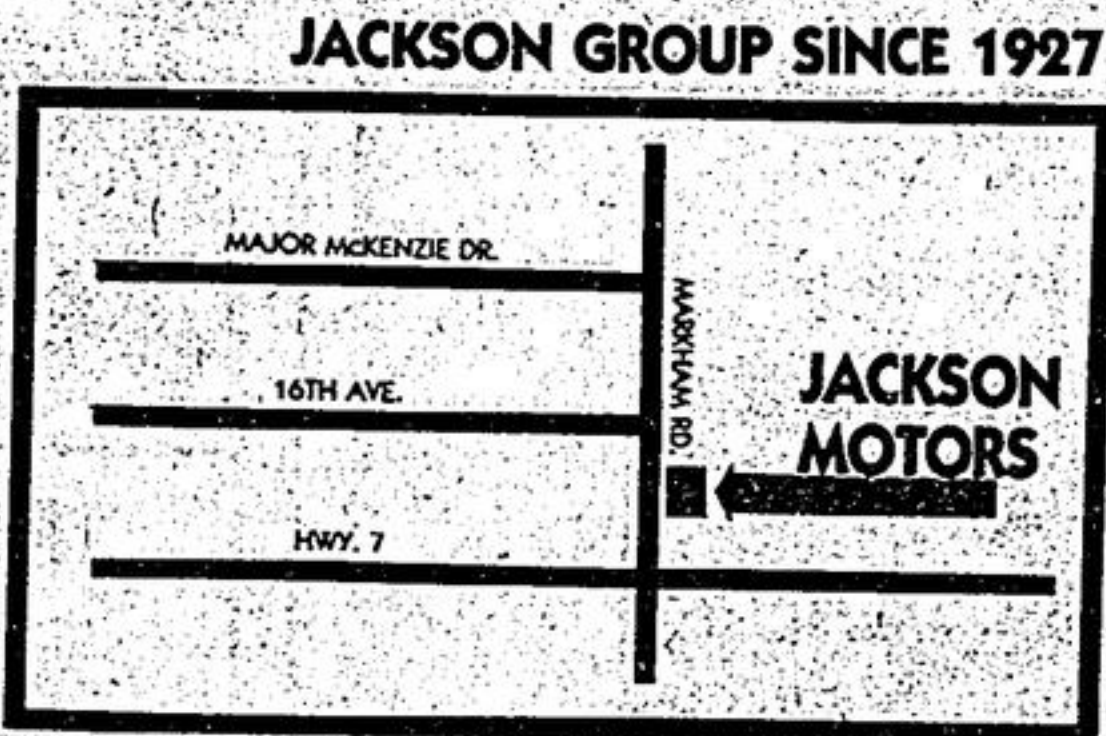 JACKSON GROUP SINCE 1927
MAJOR McKENZIE DR.
MARKHAM RD.
16TH AVE.
JACKSON
MOTORS
HWY. 7